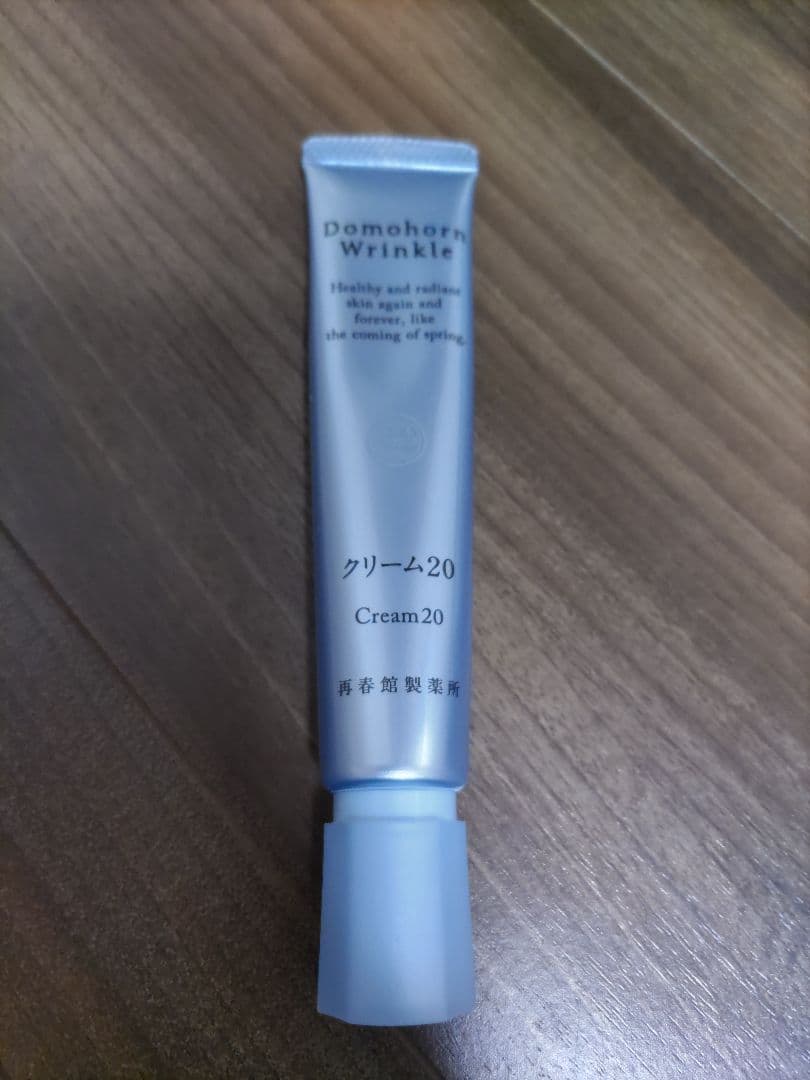 Domohorn
Wrinkle
Healthy and radiant
skin again and
forever, like
the coming of spring.
クリーム20
Cream20
再春館製薬所